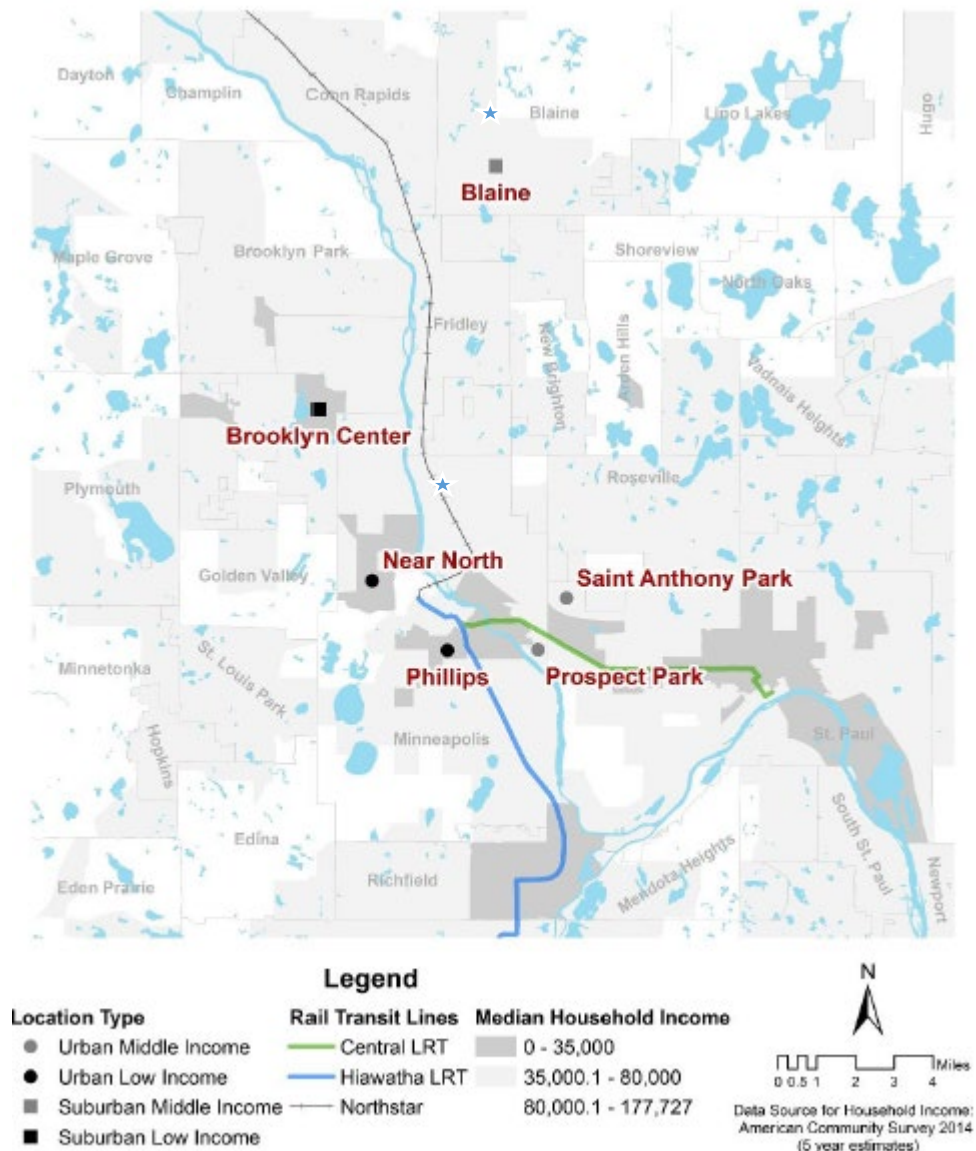 Dayton
Champlin
Conn Rapids
Blaine
Lipo Lakes
Hugo
Blaine
Maple Grove
Brooklyn Park
Shoreview
North Oaks
Fridley
New Brighton
Arden Hills
Vadnais Heights
Brooklyn Center
Plymouth
Roseville
Near North
Golden Valley
Saint Anthony Park
Minnetonka
St. Louis Park
Phillips
Prospect Park
Hopkins
Minneapolis
St. Paul
Edina
South St. Paul
Eden Prairie
Richfield
Mendota Heights
Newport
Legend
Location Type
Urban Middle Income
Urban Low Income
Suburban Middle Income
Suburban Low Income
Rail Transit Lines
Central LRT
Hiawatha LRT
Northstar
Median Household Income
0 - 35,000
35,000.1 - 80,000
80,000.1 - 177,727
N
Miles
0 0.5 1 2 3 4
Data Source for Household Income:
American Community Survey 2014
(5 year estimates)